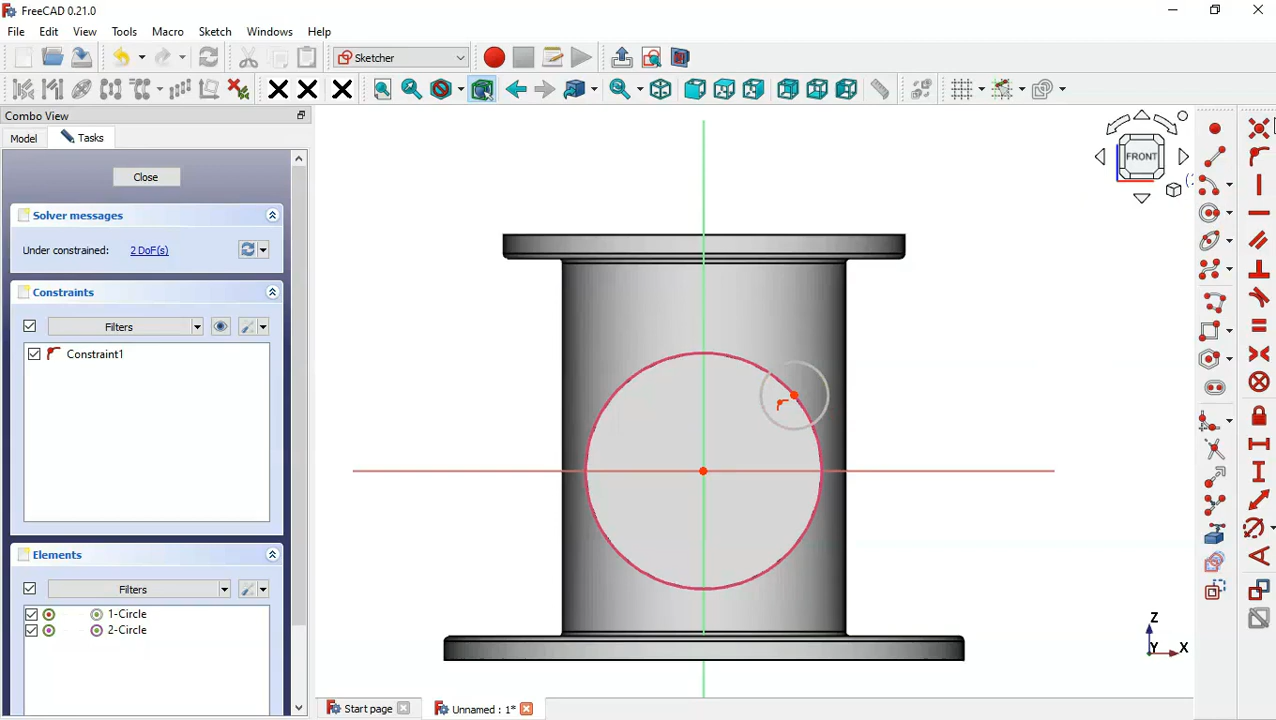 FreeCAD 0.21.0
File Edit View Tools Macro Sketch Windows Help
Sketcher
Combo View
Model Tasks
Close
Solver messages
Under constrained: 2 DoF(s)
Constraints
Filters
Constraint1
Elements
Filters
1-Circle
2-Circle
FRONT
Z
Y X
Start page
Unnamed : 1*